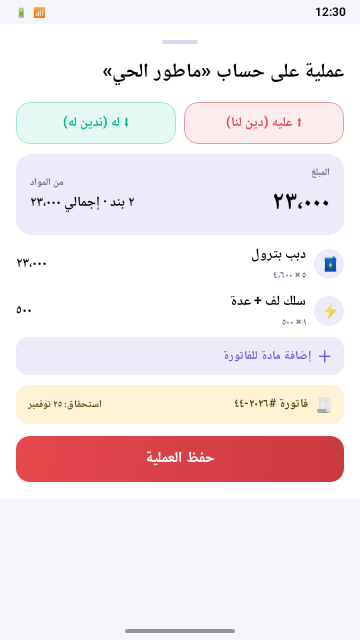 12:30
عملية على حساب «ماطور الحي»
⬆ عليه (دين لنا)
⬇ له (ندين له)
المبلغ
٢٣،٠٠٠
من المواد
٢ بند · إجمالي ٢٣،٠٠٠
دبب بترول
٥ × ٤،٦٠٠
٢٣،٠٠٠
سلك لف + عدة
١ × ٥٠٠
٥٠٠
+ إضافة مادة للفاتورة
فاتورة #٢٠٢٦-٤٤
استحقاق: ٢٥ نوفمبر
حفظ العملية